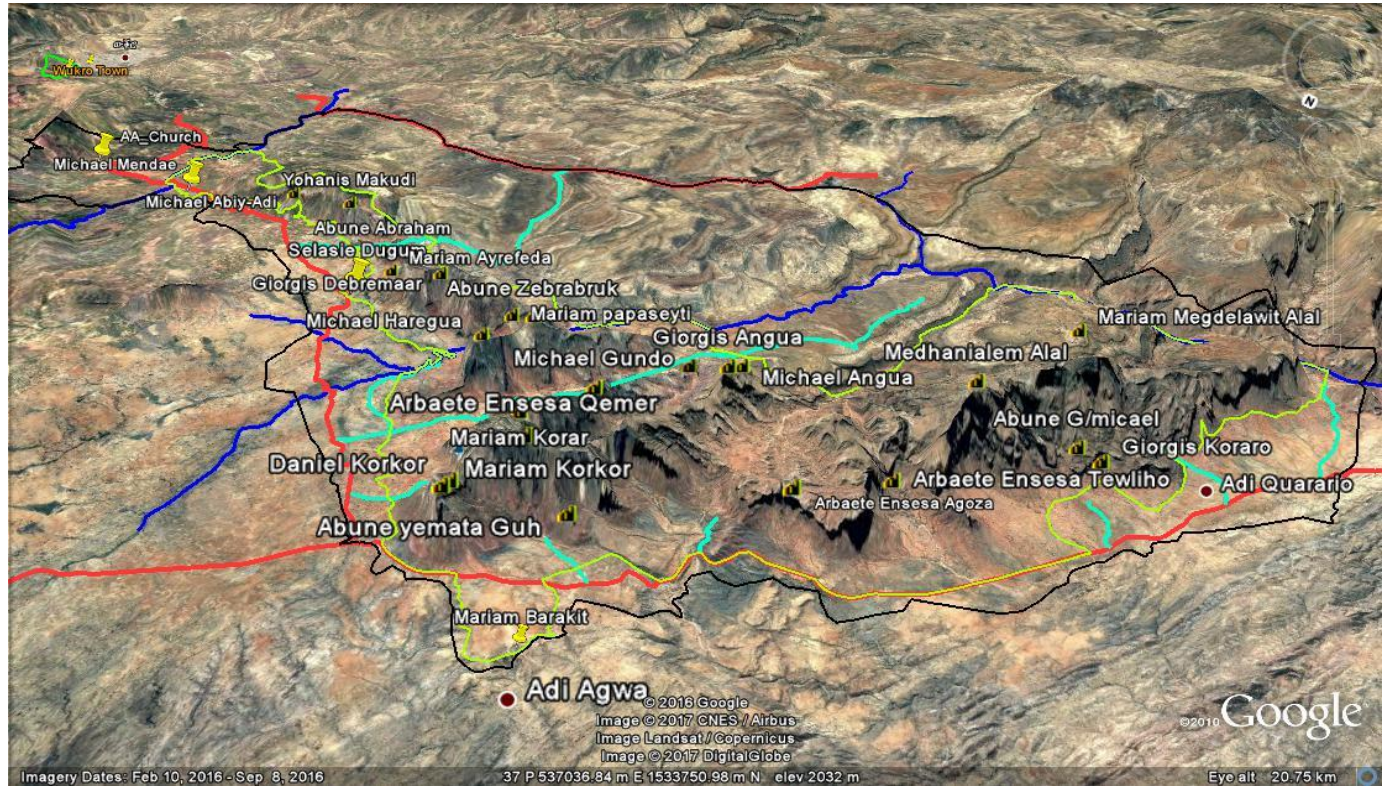 Wukro Town
N
AA_Church
Michael Mendae
Yohanis Makudi
Michael Abiy-Adi
Abune Abraham
Selasie Dugum
Mariam Ayrefeda
Giorgis Debremaar
Abune Zebrabruk
Mariam papaseyti
Michael Haregua
Mariam Megdelawit Alal
Giorgis Angua
Michael Gundo
Medhanialem Alal
Michael Angua
Arbaete Ensesa Qemer
Abune G/micael
Mariam Korar
Giorgis Koraro
Daniel Korkor
Mariam Korkor
Arbaete Ensesa Tewliho
Adi Quarario
Arbaete Ensesa Agoza
Abune yemata Guh
Mariam Barakit
Adi Agwa
© 2016 Google
Image © 2017 CNES / Airbus
Image Landsat / Copernicus
Image © 2017 DigitalGlobe
©2010 Google
Imagery Dates: Feb 10, 2016 - Sep 8, 2016
37 P 537036.84 m E 1533750.98 m N elev 2032 m
Eye alt 20.75 km